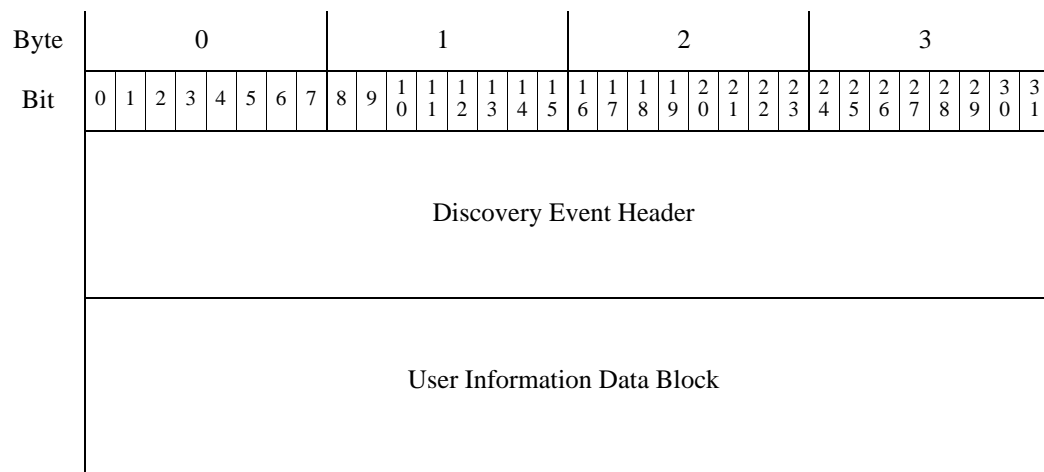 Byte 0 1 2 3
Bit 0 1 2 3 4 5 6 7 8 9 10 11 12 13 14 15 16 17 18 19 20 21 22 23 24 25 26 27 28 29 30 31
Discovery Event Header
User Information Data Block